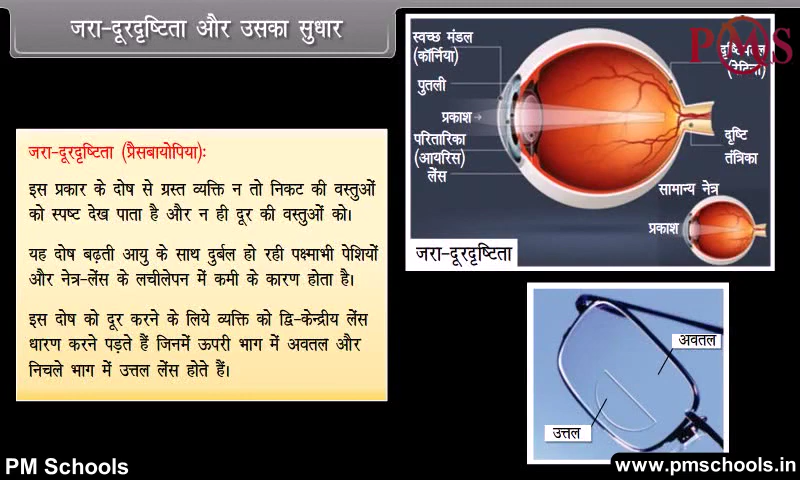 जरा-दूरदृष्टिता और उसका सुधार
जरा-दूरदृष्टिता (प्रैसबायोपिया):
इस प्रकार के दोष से ग्रस्त व्यक्ति न तो निकट की वस्तुओं
को स्पष्ट देख पाता है और न ही दूर की वस्तुओं को।
यह दोष बढ़ती आयु के साथ दुर्बल हो रही पक्ष्माभी पेशियों
और नेत्र-लेंस के लचीलेपन में कमी के कारण होता है।
इस दोष को दूर करने के लिये व्यक्ति को द्वि-केन्द्रीय लेंस
धारण करने पड़ते हैं जिनमें ऊपरी भाग में अवतल और
निचले भाग में उत्तल लेंस होते हैं।
स्वच्छ मंडल
(कॉर्निया)
पुतली
प्रकाश
परितारिका
(आयरिस)
लेंस
PMS
दृष्टिपटल
(रेटिना)
दृष्टि
तंत्रिका
सामान्य नेत्र
प्रकाश
जरा-दूरदृष्टिता
अवतल
उत्तल
PM Schools
www.pmschools.in